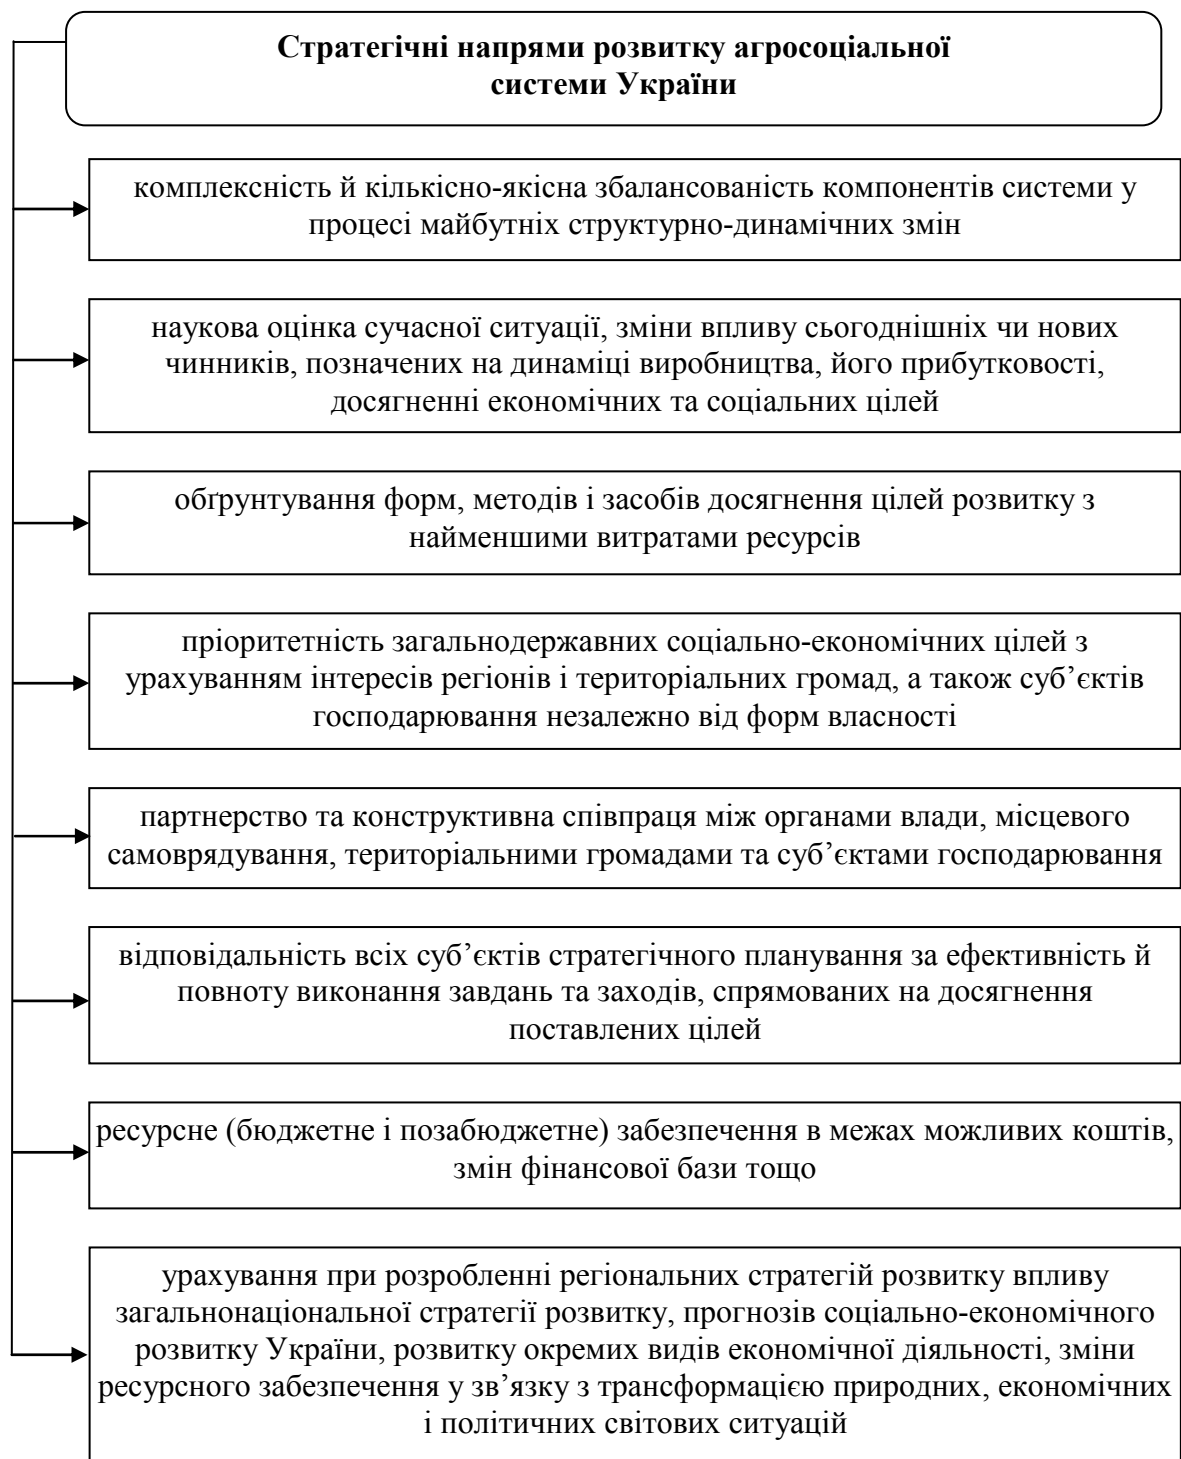 Стратегічні напрями розвитку агросоціальної
системи України
комплексність й кількісно-якісна збалансованість компонентів системи у
процесі майбутніх структурно-динамічних змін
наукова оцінка сучасної ситуації, зміни впливу сьогоднішніх чи нових
чинників, позначених на динаміці виробництва, його прибутковості,
досягненні економічних та соціальних цілей
обґрунтування форм, методів і засобів досягнення цілей розвитку з
найменшими витратами ресурсів
пріоритетність загальнодержавних соціально-економічних цілей з
урахуванням інтересів регіонів і територіальних громад, а також суб’єктів
господарювання незалежно від форм власності
партнерство та конструктивна співпраця між органами влади, місцевого
самоврядування, територіальними громадами та суб’єктами господарювання
відповідальність всіх суб’єктів стратегічного планування за ефективність й
повноту виконання завдань та заходів, спрямованих на досягнення
поставлених цілей
ресурсне (бюджетне і позабюджетне) забезпечення в межах можливих коштів,
змін фінансової бази тощо
урахування при розробленні регіональних стратегій розвитку впливу
загальнонаціональної стратегії розвитку, прогнозів соціально-економічного
розвитку України, розвитку окремих видів економічної діяльності, зміни
ресурсного забезпечення у зв’язку з трансформацією природних, економічних
і політичних світових ситуацій